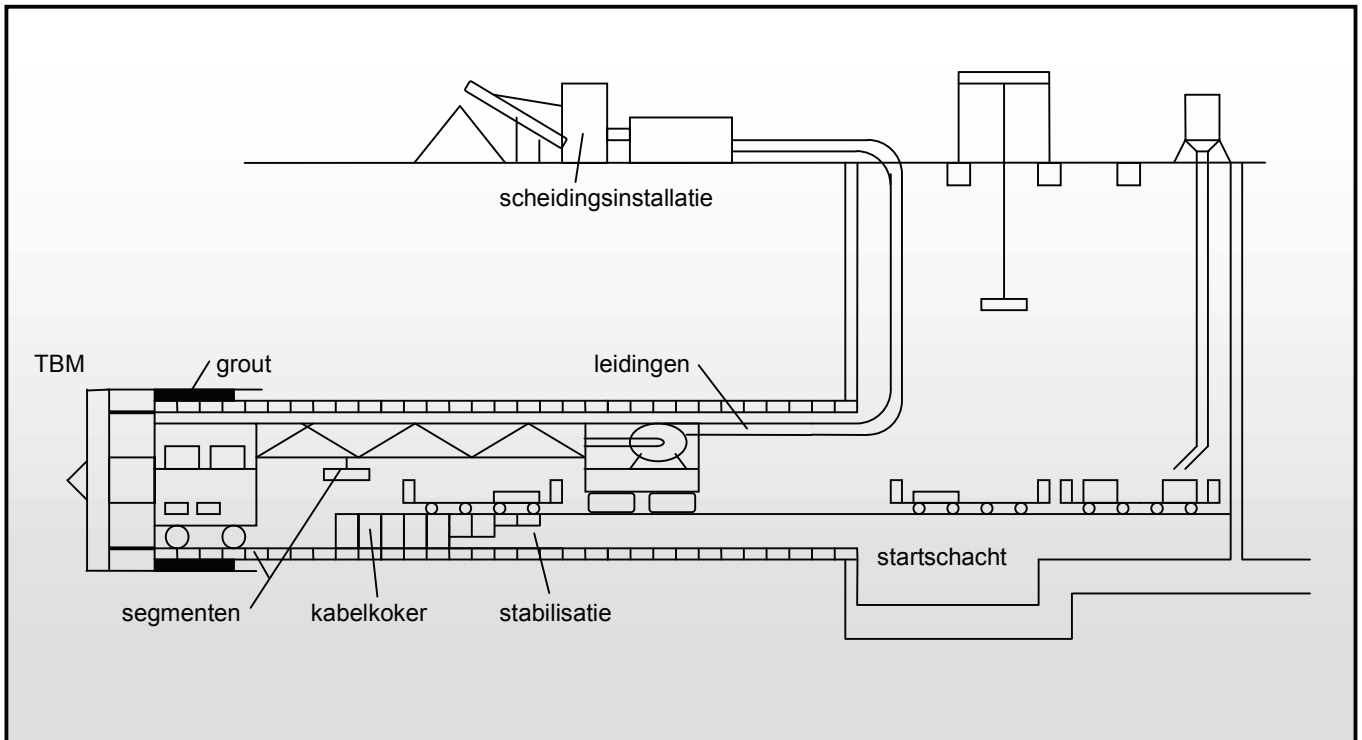 scheidingsinstallatie
TBM
grout
leidingen
startschacht
segmenten
kabelkoker
stabilisatie